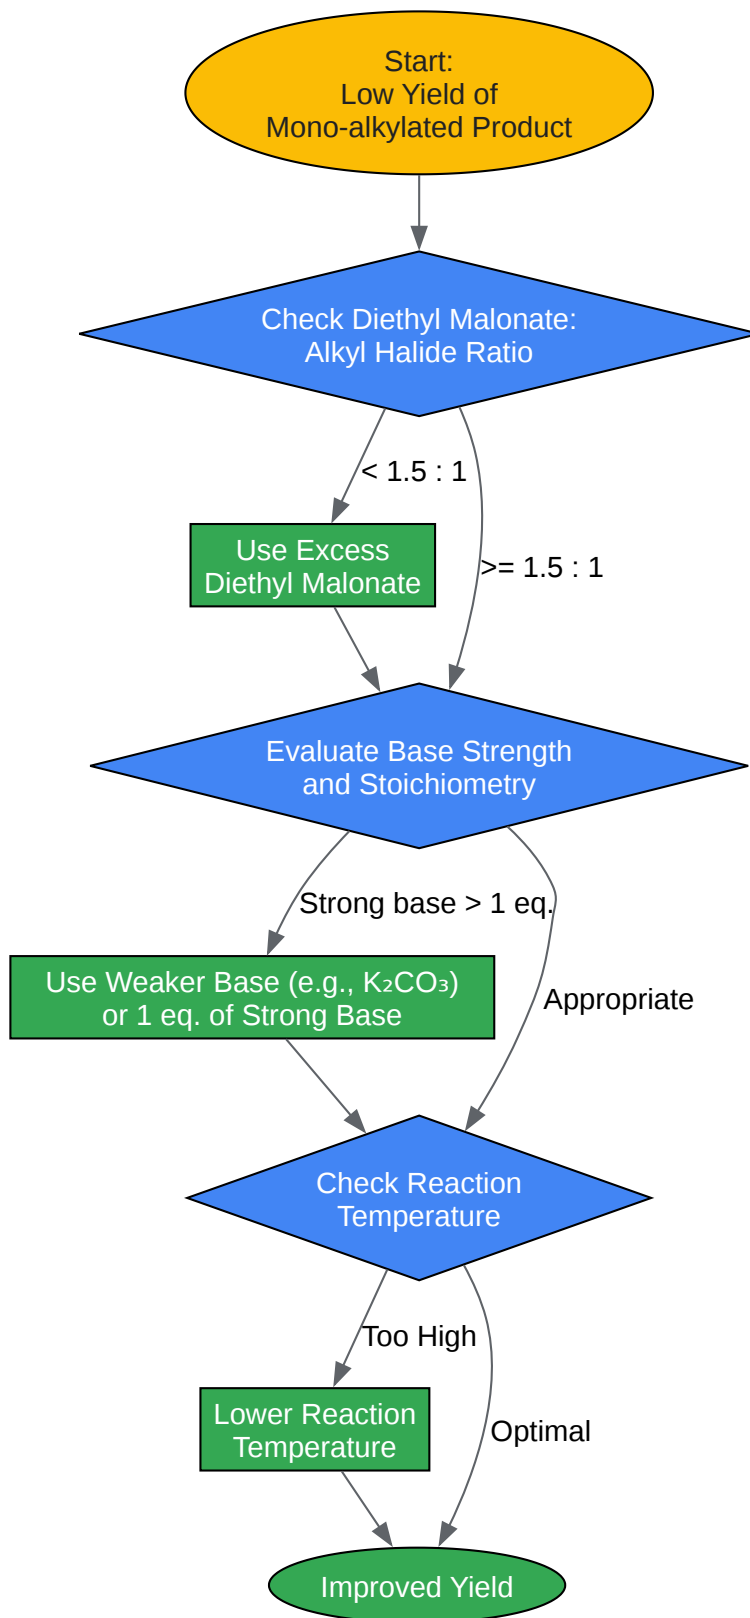 Start:
Low Yield of
Mono-alkylated Product
Check Diethyl Malonate:
Alkyl Halide Ratio
< 1.5 : 1
Use Excess
Diethyl Malonate
>= 1.5 : 1
Evaluate Base Strength
and Stoichiometry
Strong base > 1 eq.
Use Weaker Base (e.g., K₂CO₃)
or 1 eq. of Strong Base
Appropriate
Check Reaction
Temperature
Too High
Lower Reaction
Temperature
Optimal
Improved Yield